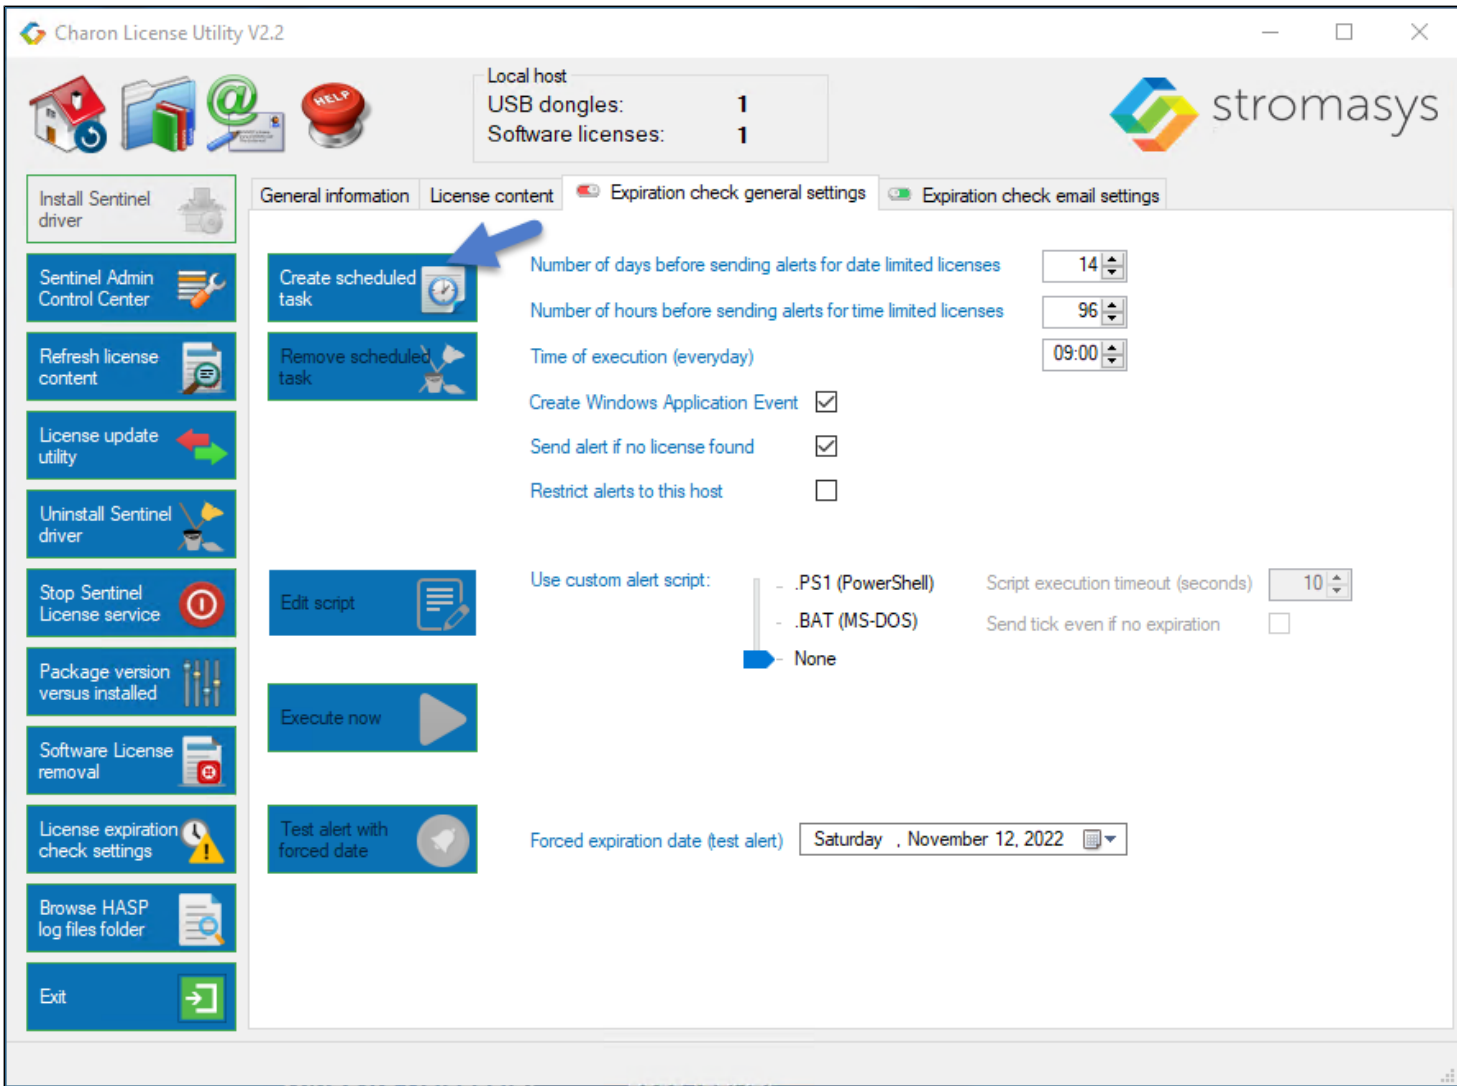 Charon License Utility V2.2
HELP
Local host
USB dongles: 1
Software licenses: 1
stromasys
Install Sentinel
driver
Sentinel Admin
Control Center
Refresh license
content
License update
utility
Uninstall Sentinel
driver
Stop Sentinel
License service
Package version
versus installed
Software License
removal
License expiration
check settings
Browse HASP
log files folder
Exit
General information
License content
Expiration check general settings
Expiration check email settings
Create scheduled
task
Remove scheduled
task
Number of days before sending alerts for date limited licenses 14
Number of hours before sending alerts for time limited licenses 96
Time of execution (everyday) 09:00
Create Windows Application Event
Send alert if no license found
Restrict alerts to this host
Edit script
Use custom alert script:
.PS1 (PowerShell)
.BAT (MS-DOS)
None
Script execution timeout (seconds) 10
Send tick even if no expiration
Execute now
Test alert with
forced date
Forced expiration date (test alert) Saturday , November 12, 2022